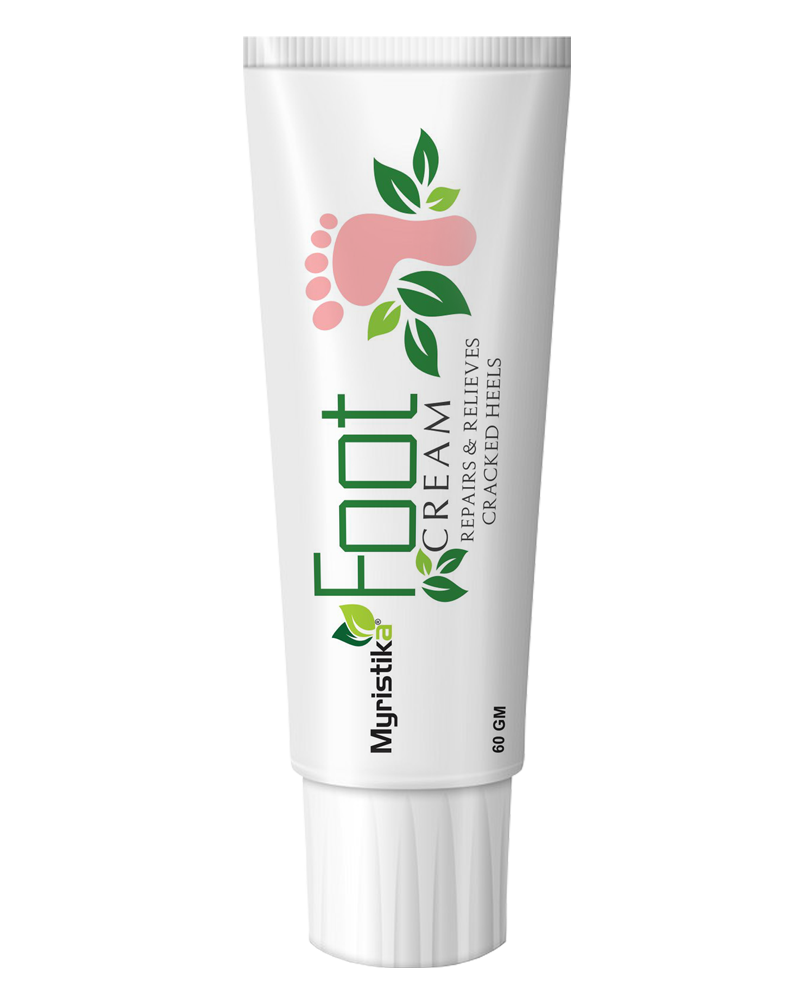 Myristika®
Foot
CREAM
REPAIRS & RELIEVES
CRACKED HEELS
60 GM